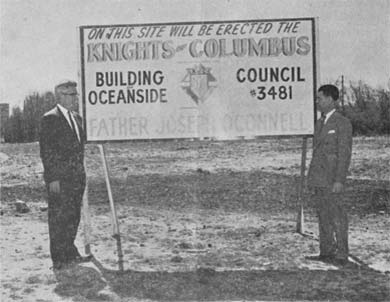 ON THIS SITE WILL BE ERECTED THE
KNIGHTS OF COLUMBUS
BUILDING COUNCIL
OCEANSIDE #3481
FATHER JOSEPH O'CONNELL